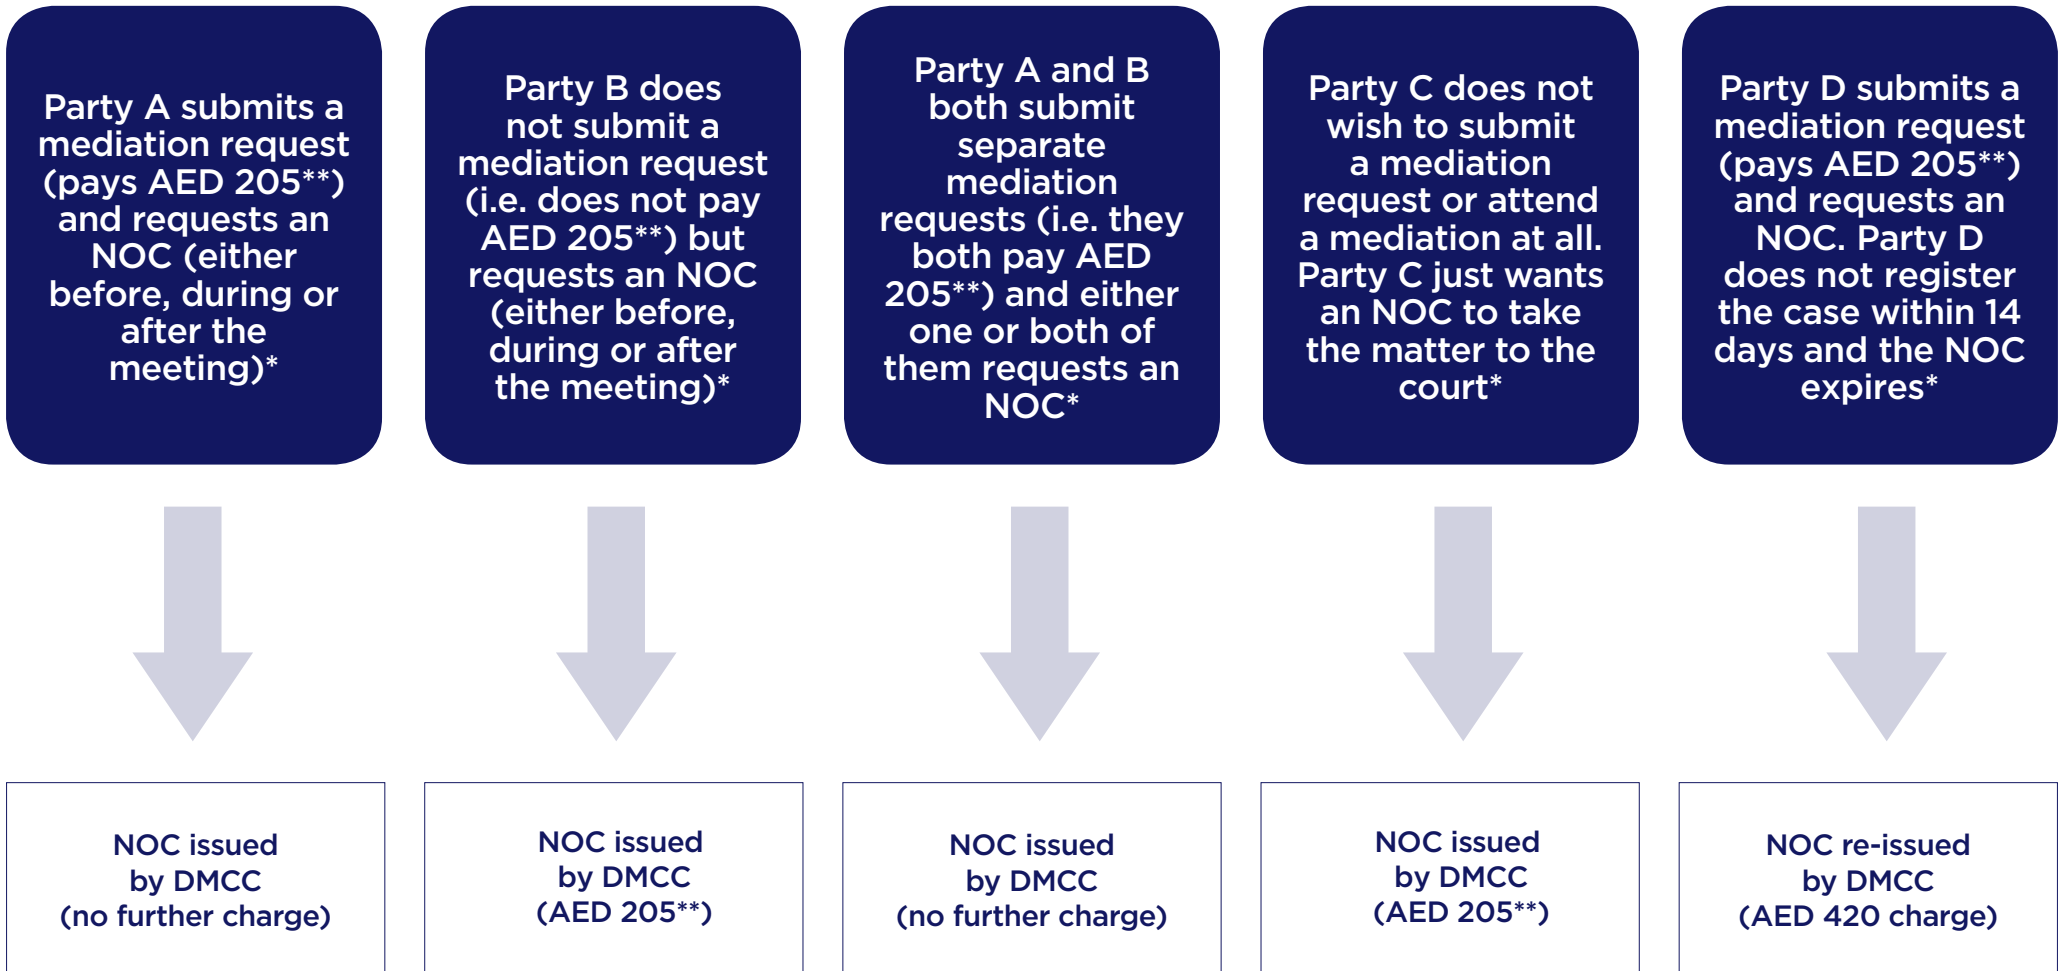 Party A submits a
mediation request
(pays AED 205**)
and requests an
NOC (either
before, during or
after the
meeting)*
Party B does
not submit a
mediation request
(i.e. does not pay
AED 205**) but
requests an NOC
(either before,
during or after
the meeting)*
Party A and B
both submit
separate
mediation
requests (i.e. they
both pay AED
205**) and either
one or both of
them requests an
NOC*
Party C does not
wish to submit
a mediation
request or attend
a mediation at all.
Party C just wants
an NOC to take
the matter to the
court*
Party D submits a
mediation request
(pays AED 205**)
and requests an
NOC. Party D
does not register
the case within 14
days and the NOC
expires*
NOC issued
by DMCC
(no further charge)
NOC issued
by DMCC
(AED 205**)
NOC issued
by DMCC
(no further charge)
NOC issued
by DMCC
(AED 205**)
NOC re-issued
by DMCC
(AED 420 charge)